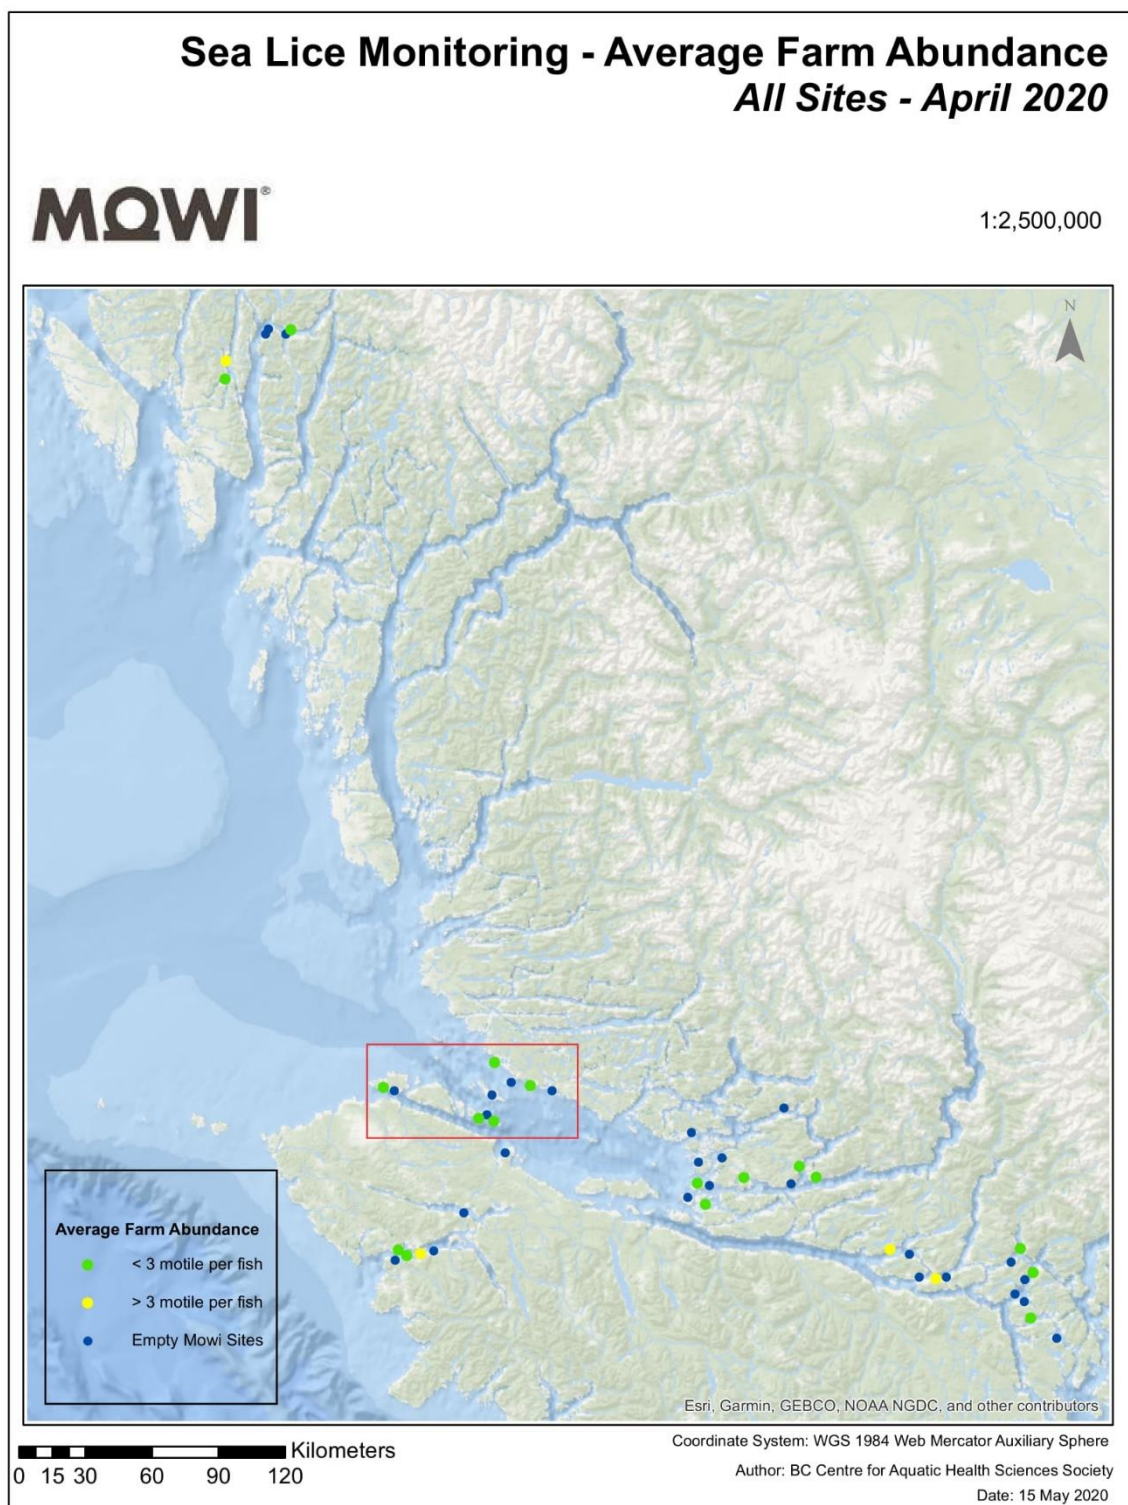 Sea Lice Monitoring - Average Farm Abundance
All Sites - April 2020
MOWI®
1:2,500,000
N
Average Farm Abundance
< 3 motile per fish
> 3 motile per fish
Empty Mowi Sites
Esri, Garmin, GEBCO, NOAA NGDC, and other contributors
Kilometers
0 15 30 60 90 120
Coordinate System: WGS 1984 Web Mercator Auxiliary Sphere
Author: BC Centre for Aquatic Health Sciences Society
Date: 15 May 2020